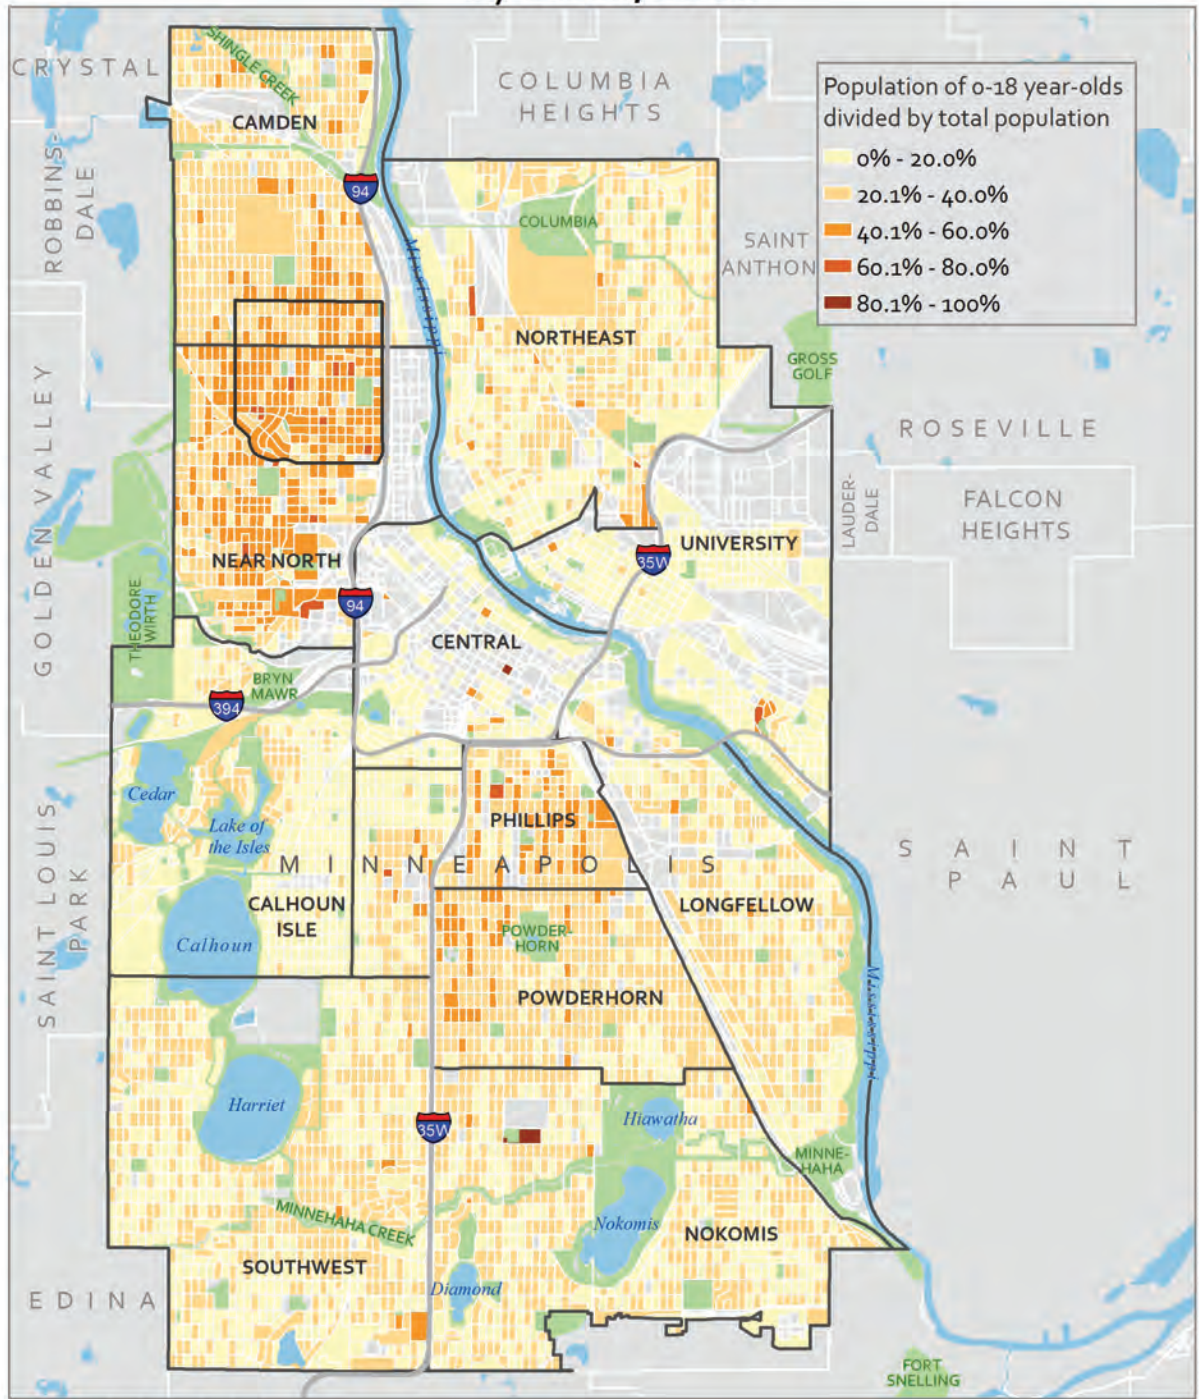 CRYSTAL
COLUMBIA
HEIGHTS
Population of 0-18 year-olds
divided by total population
0% - 20.0%
20.1% - 40.0%
40.1% - 60.0%
60.1% - 80.0%
80.1% - 100%
SHINGLE CREEK
CAMDEN
ROBBINS-
DALE
94
COLUMBIA
SAINT
ANTHON
Mississippi
NORTHEAST
GROSS
GOLF
GOLDEN VALLEY
ROSEVILLE
LAUDER-
DALE
FALCON
HEIGHTS
UNIVERSITY
35W
NEAR NORTH
94
THEODORE
WIRTH
CENTRAL
BRYN
MAWR
394
Cedar
Lake of
the Isles
PHILLIPS
MINNEAPOLIS
SAINT
PAUL
SAINT LOUIS
PARK
CALHOUN
ISLE
LONGFELLOW
Calhoun
POWDER-
HORN
POWDERHORN
Mississippi
Harriet
35W
Hiawatha
MINNE-
HAHA
MINNEHAHA CREEK
Nokomis
NOKOMIS
SOUTHWEST
Diamond
EDINA
FORT
SNELLING